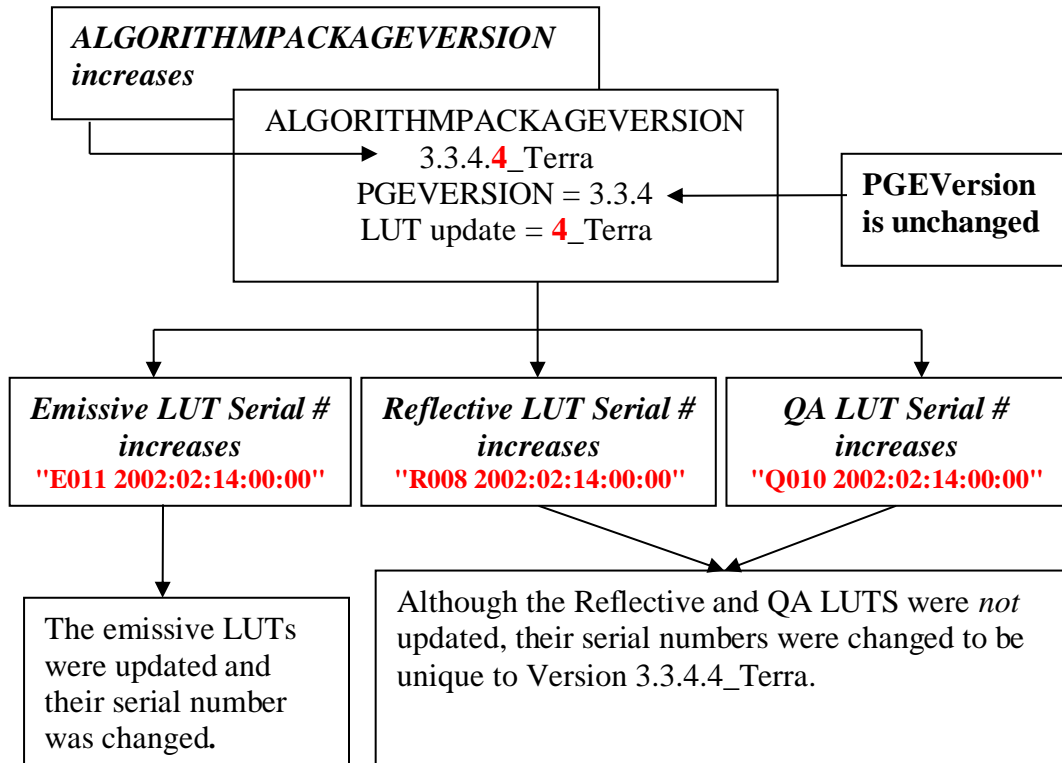 ALGORITHMPACKAGEVERSION
increases
ALGORITHMPACKAGEVERSION
3.3.4.4_Terra
PGEVERSION = 3.3.4
LUT update = 4_Terra
PGEVersion
is unchanged
Emissive LUT Serial #
increases
"E011 2002:02:14:00:00"
Reflective LUT Serial #
increases
"R008 2002:02:14:00:00"
QA LUT Serial #
increases
"Q010 2002:02:14:00:00"
The emissive LUTs
were updated and
their serial number
was changed.
Although the Reflective and QA LUTS were not
updated, their serial numbers were changed to be
unique to Version 3.3.4.4_Terra.